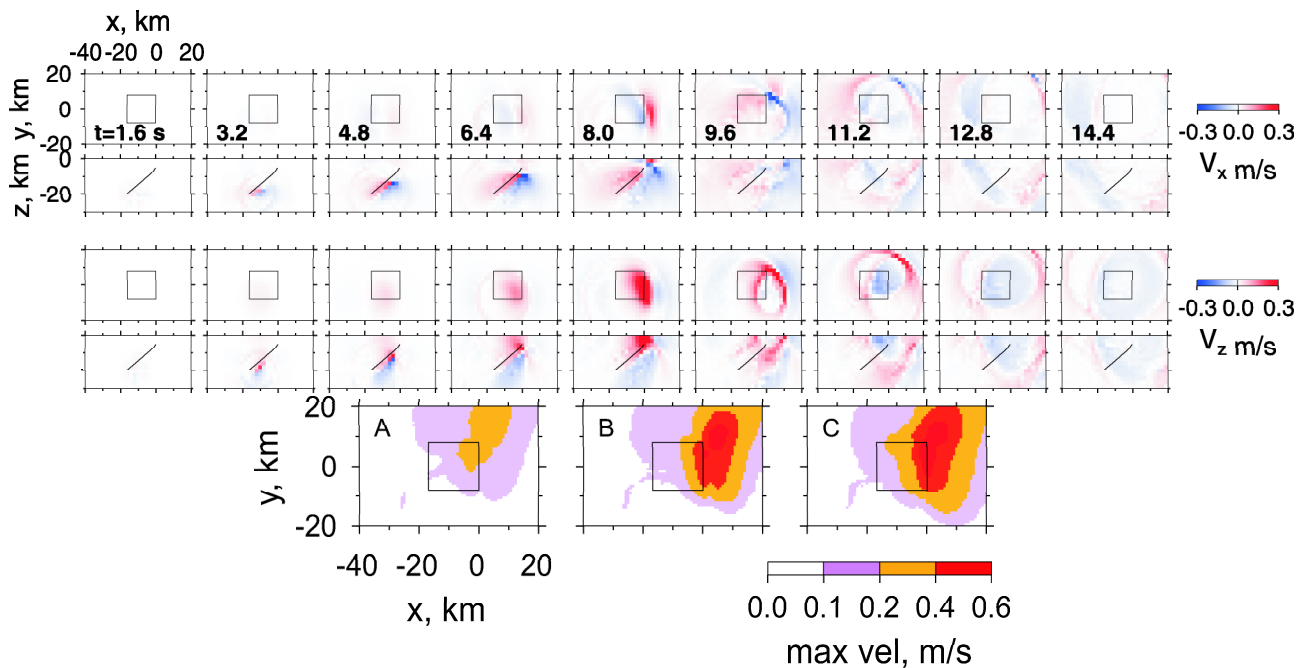 x, km
-40 -20 0 20
y, km
20
0
-20
t=1.6 s 3.2 4.8 6.4 8.0 9.6 11.2 12.8 14.4
-0.3 0.0 0.3
Vx m/s
z, km
0
-20
-0.3 0.0 0.3
Vz m/s
A B C
y, km
20
0
-20
-40 -20 0 20
x, km
0.0 0.1 0.2 0.4 0.6
max vel, m/s